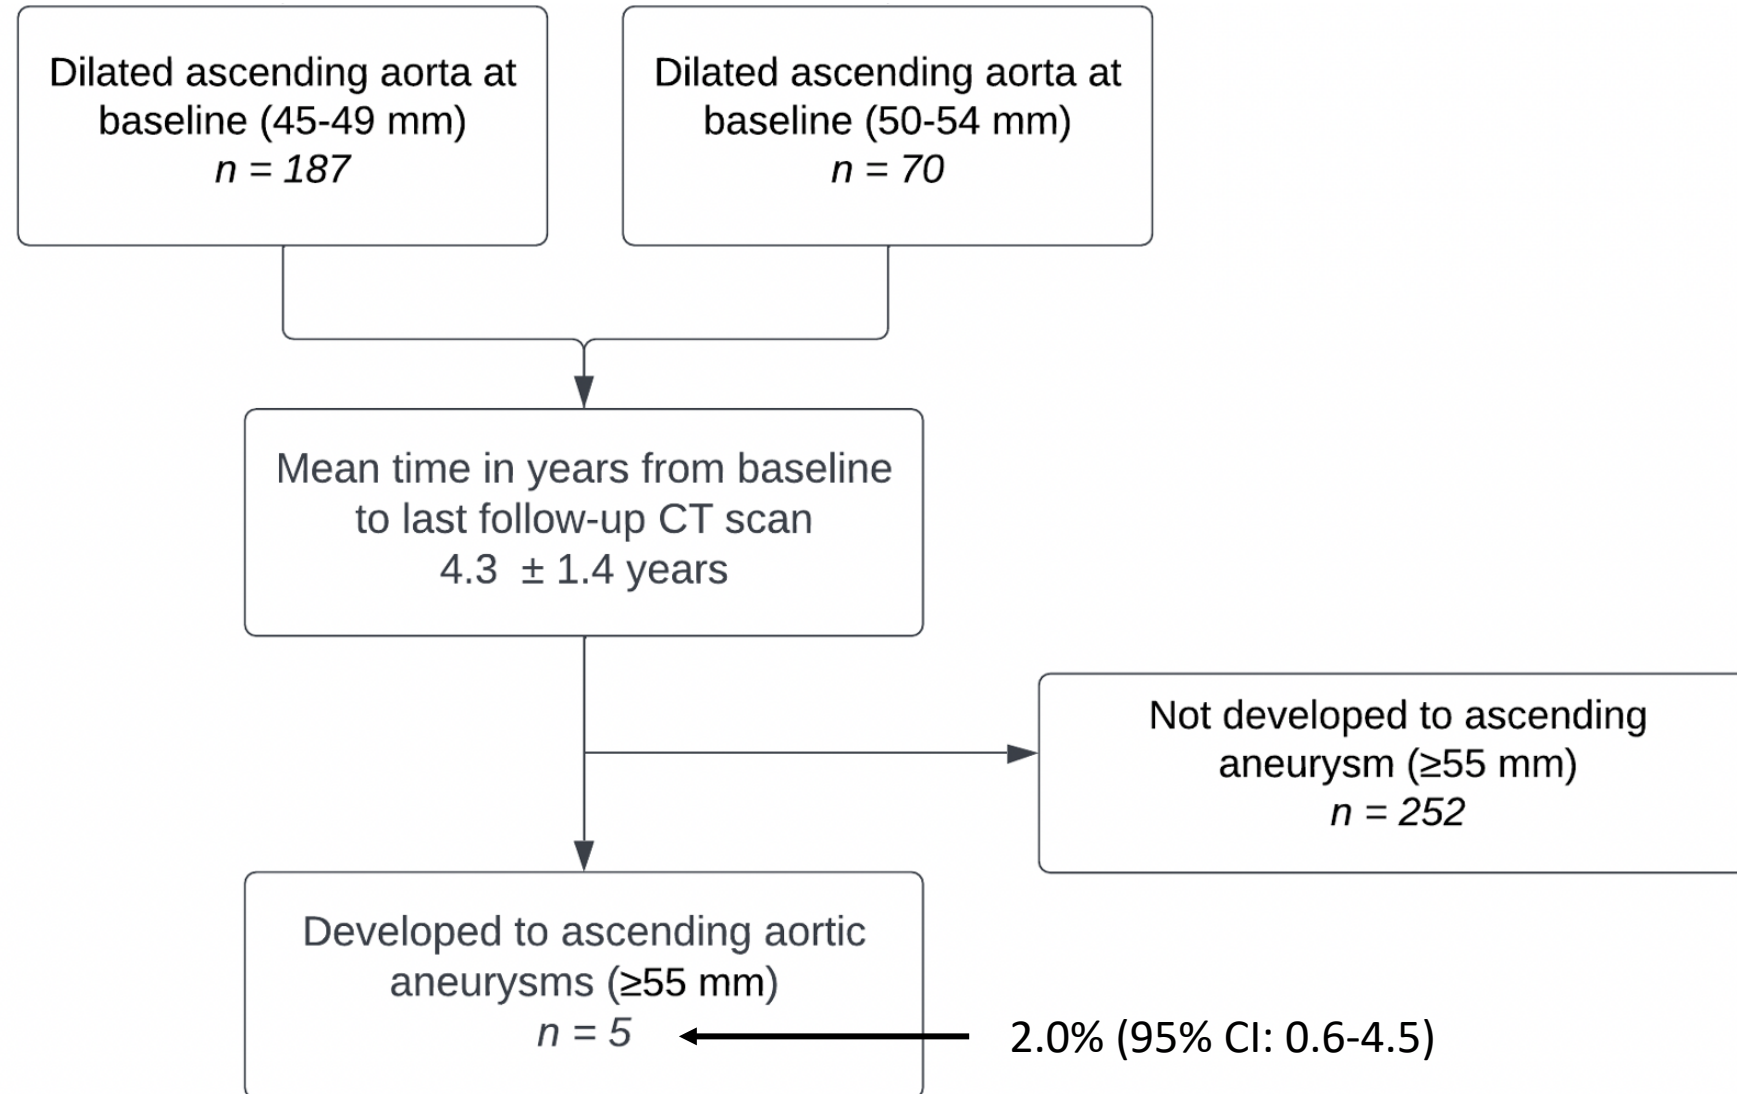 Dilated ascending aorta at
baseline (45-49 mm)
n = 187
Dilated ascending aorta at
baseline (50-54 mm)
n = 70
Mean time in years from baseline
to last follow-up CT scan
4.3 ± 1.4 years
Not developed to ascending
aneurysm (≥55 mm)
n = 252
Developed to ascending aortic
aneurysms (≥55 mm)
n = 5
2.0% (95% CI: 0.6-4.5)